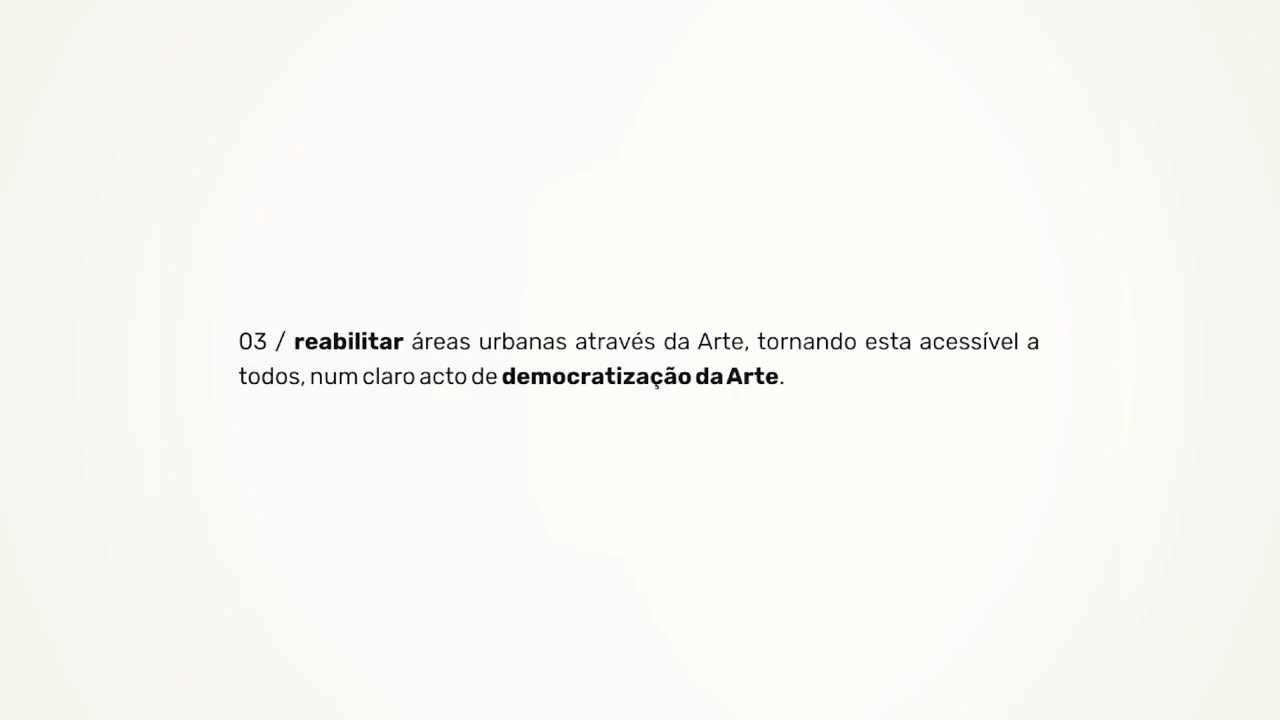 03 / reabilitar áreas urbanas através da Arte, tornando esta acessível a
todos, num claro acto de democratização da Arte.